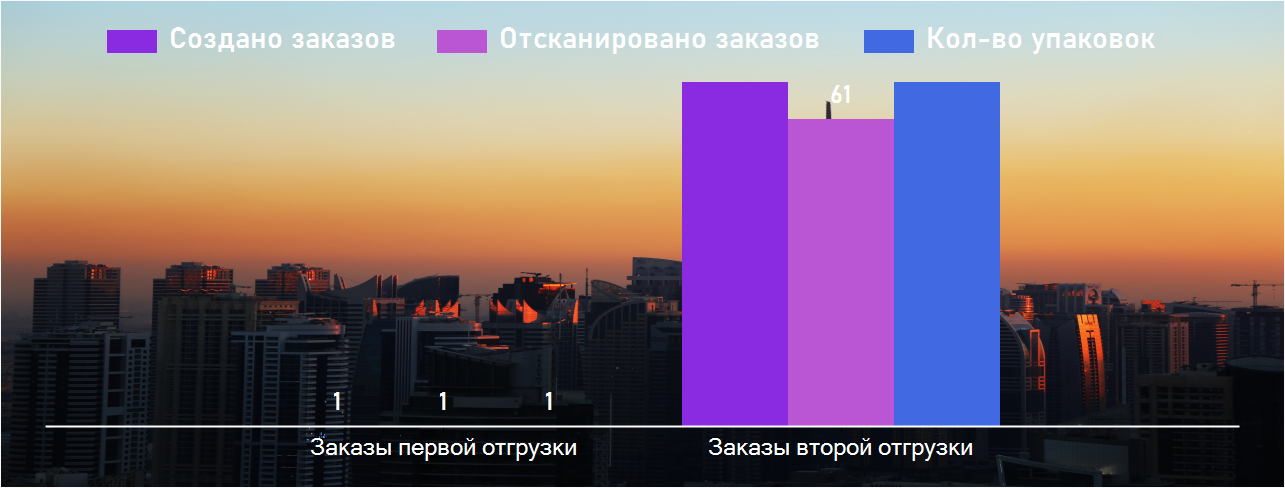 Создано заказов Отсканировано заказов Кол-во упаковок
61
1 1 1
Заказы первой отгрузки Заказы второй отгрузки